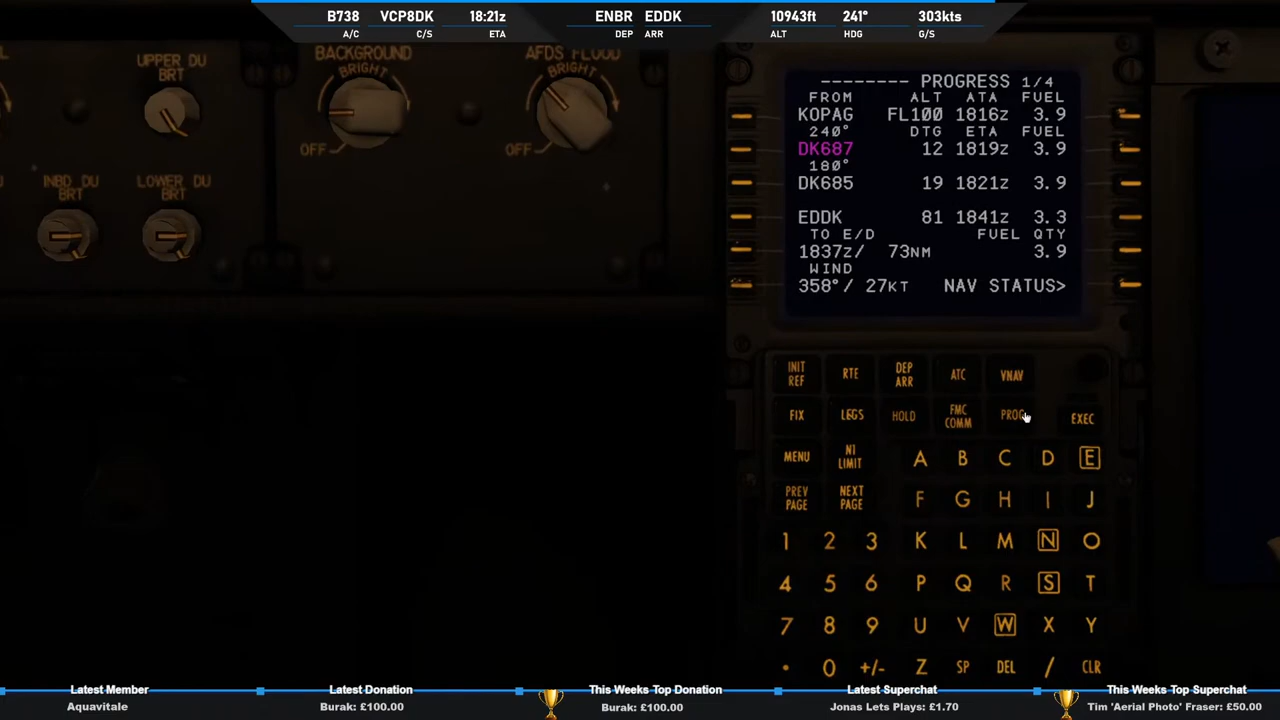 B738 VCP8DK 18:21z ENBR EDDK 10943ft 241° 303kts
A/C C/S ETA DEP ARR ALT HDG G/S
BACKGROUND AFDS FLOOD
UPPER DU
BRT
BRIGHT BRIGHT
OFF OFF
INBD DU
BRT
LOWER DU
BRT
-------- PROGRESS 1/4
FROM ALT ATA FUEL
KOPAG FL100 1816z 3.9
240° DTG ETA FUEL
DK687 12 1819z 3.9
180°
DK685 19 1821z 3.9
EDDK 81 1841z 3.3
TO E/D FUEL QTY
1837z/ 73NM 3.9
WIND
358°/ 27KT NAV STATUS>
INIT REF RTE DEP ARR ATC VNAV
FIX LEGS HOLD FMC COMM PROG EXEC
MENU N1 LIMIT A B C D E
PREV PAGE NEXT PAGE F G H I J
1 2 3 K L M N O
4 5 6 P Q R S T
7 8 9 U V W X Y
. 0 +/- Z SP DEL / CLR
Latest Member Latest Donation This Weeks Top Donation Latest Superchat This Weeks Top Superchat
Aquavitale Burak: £100.00 Burak: £100.00 Jonas Lets Plays: £1.70 Tim 'Aerial Photo' Fraser: £50.00